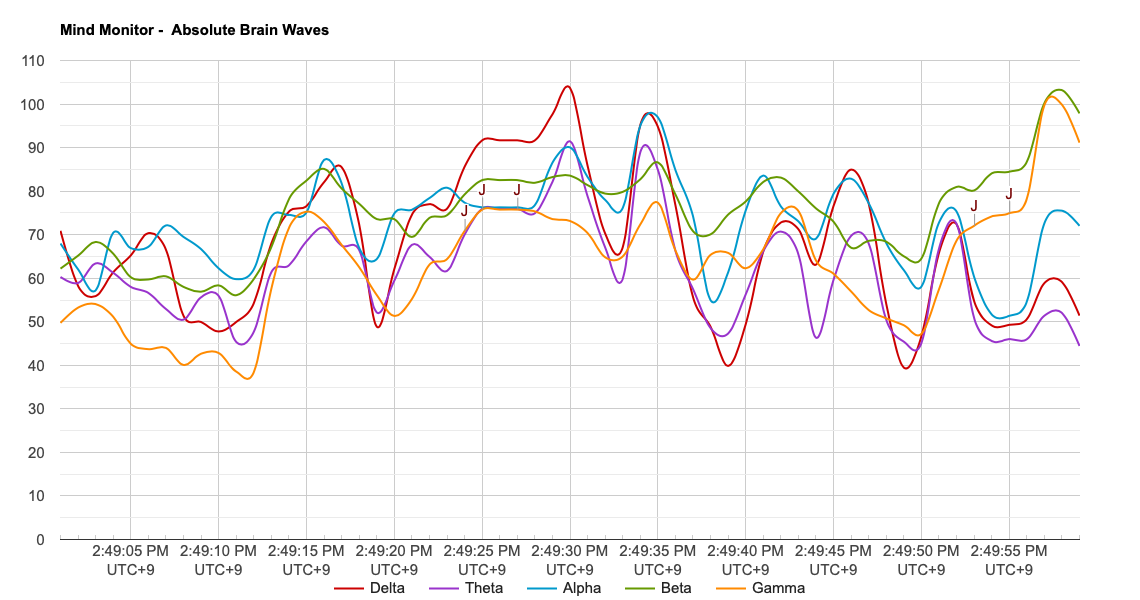 Mind Monitor -  Absolute Brain Waves
110
100
90
80
70
60
50
40
30
20
10
0
J
J
J
J
J
2:49:05 PM 2:49:10 PM 2:49:15 PM 2:49:20 PM 2:49:25 PM 2:49:30 PM 2:49:35 PM 2:49:40 PM 2:49:45 PM 2:49:50 PM 2:49:55 PM
UTC+9 UTC+9 UTC+9 UTC+9 UTC+9 UTC+9 UTC+9 UTC+9 UTC+9 UTC+9 UTC+9
Delta Theta Alpha Beta Gamma